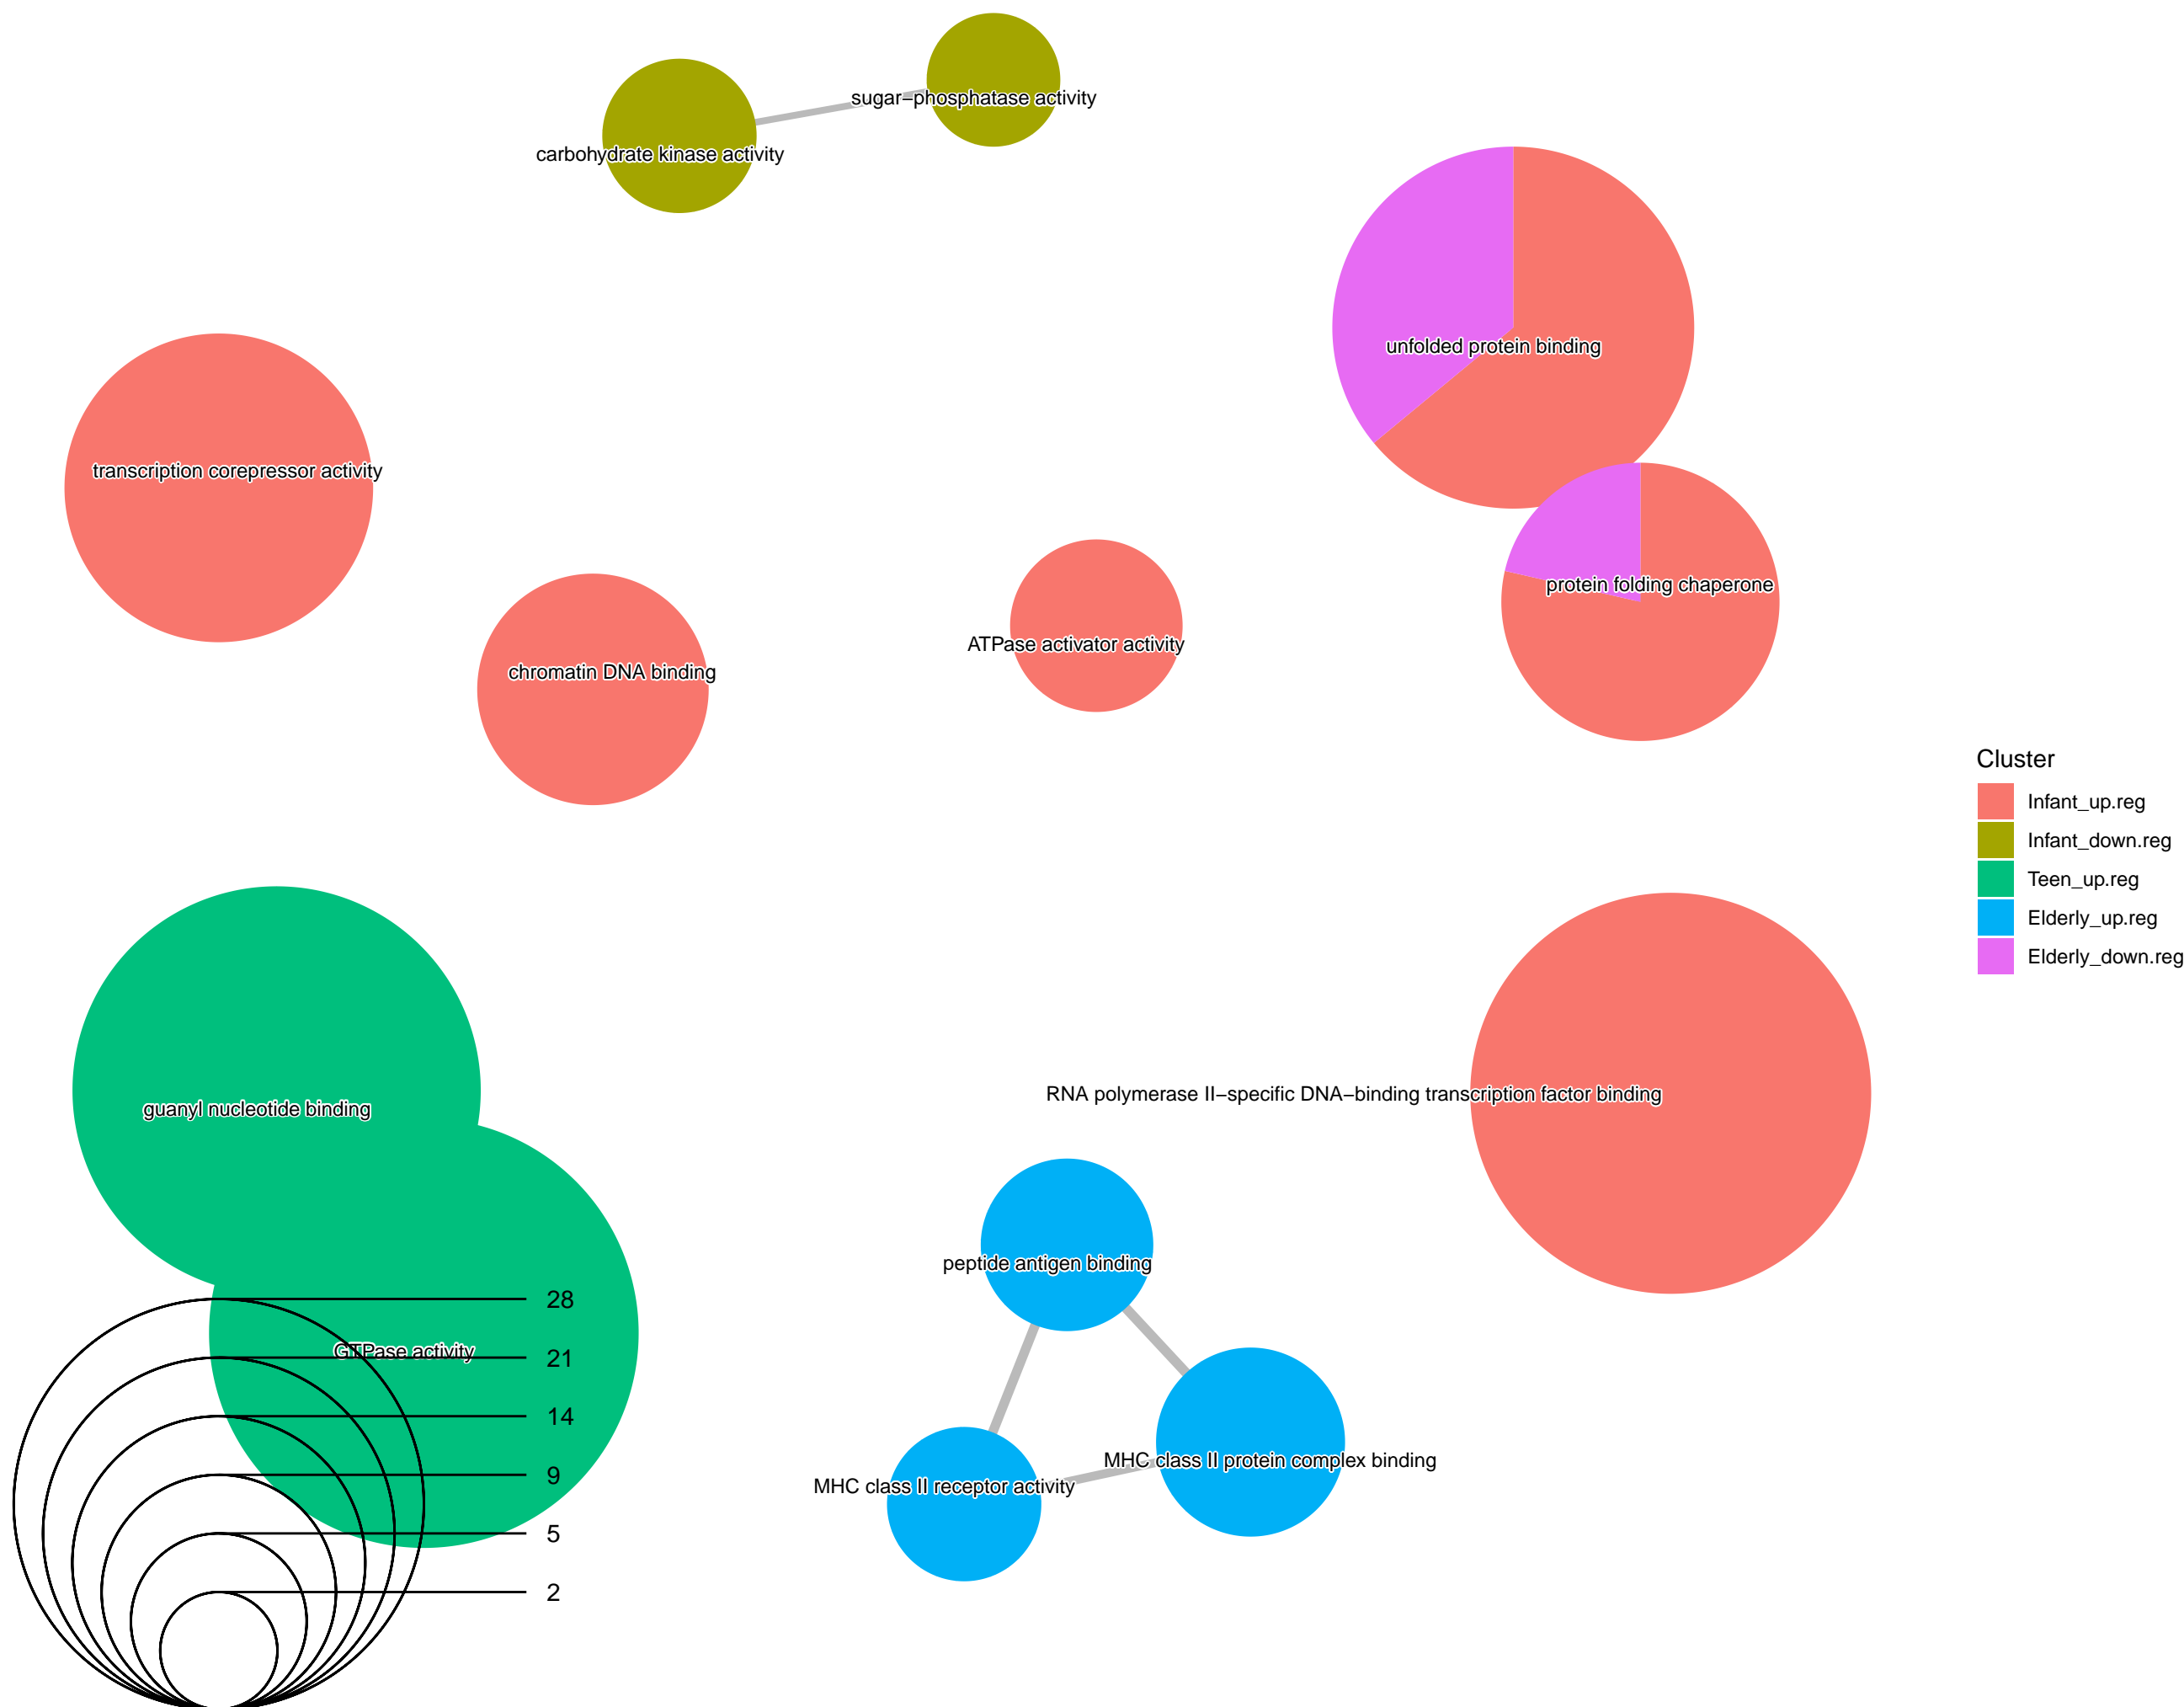 sugar−phosphatase activity
carbohydrate kinase activity
unfolded protein binding
transcription corepressor activity
protein folding chaperone
ATPase activator activity
chromatin DNA binding
Cluster
Infant_up.reg
Infant_down.reg
Teen_up.reg
Elderly_up.reg
Elderly_down.reg
RNA polymerase II−specific DNA−binding transcription factor binding
guanyl nucleotide binding
peptide antigen binding
28
GTPase activity
21
14
MHC class II protein complex binding
9
MHC class II receptor activity
5
2